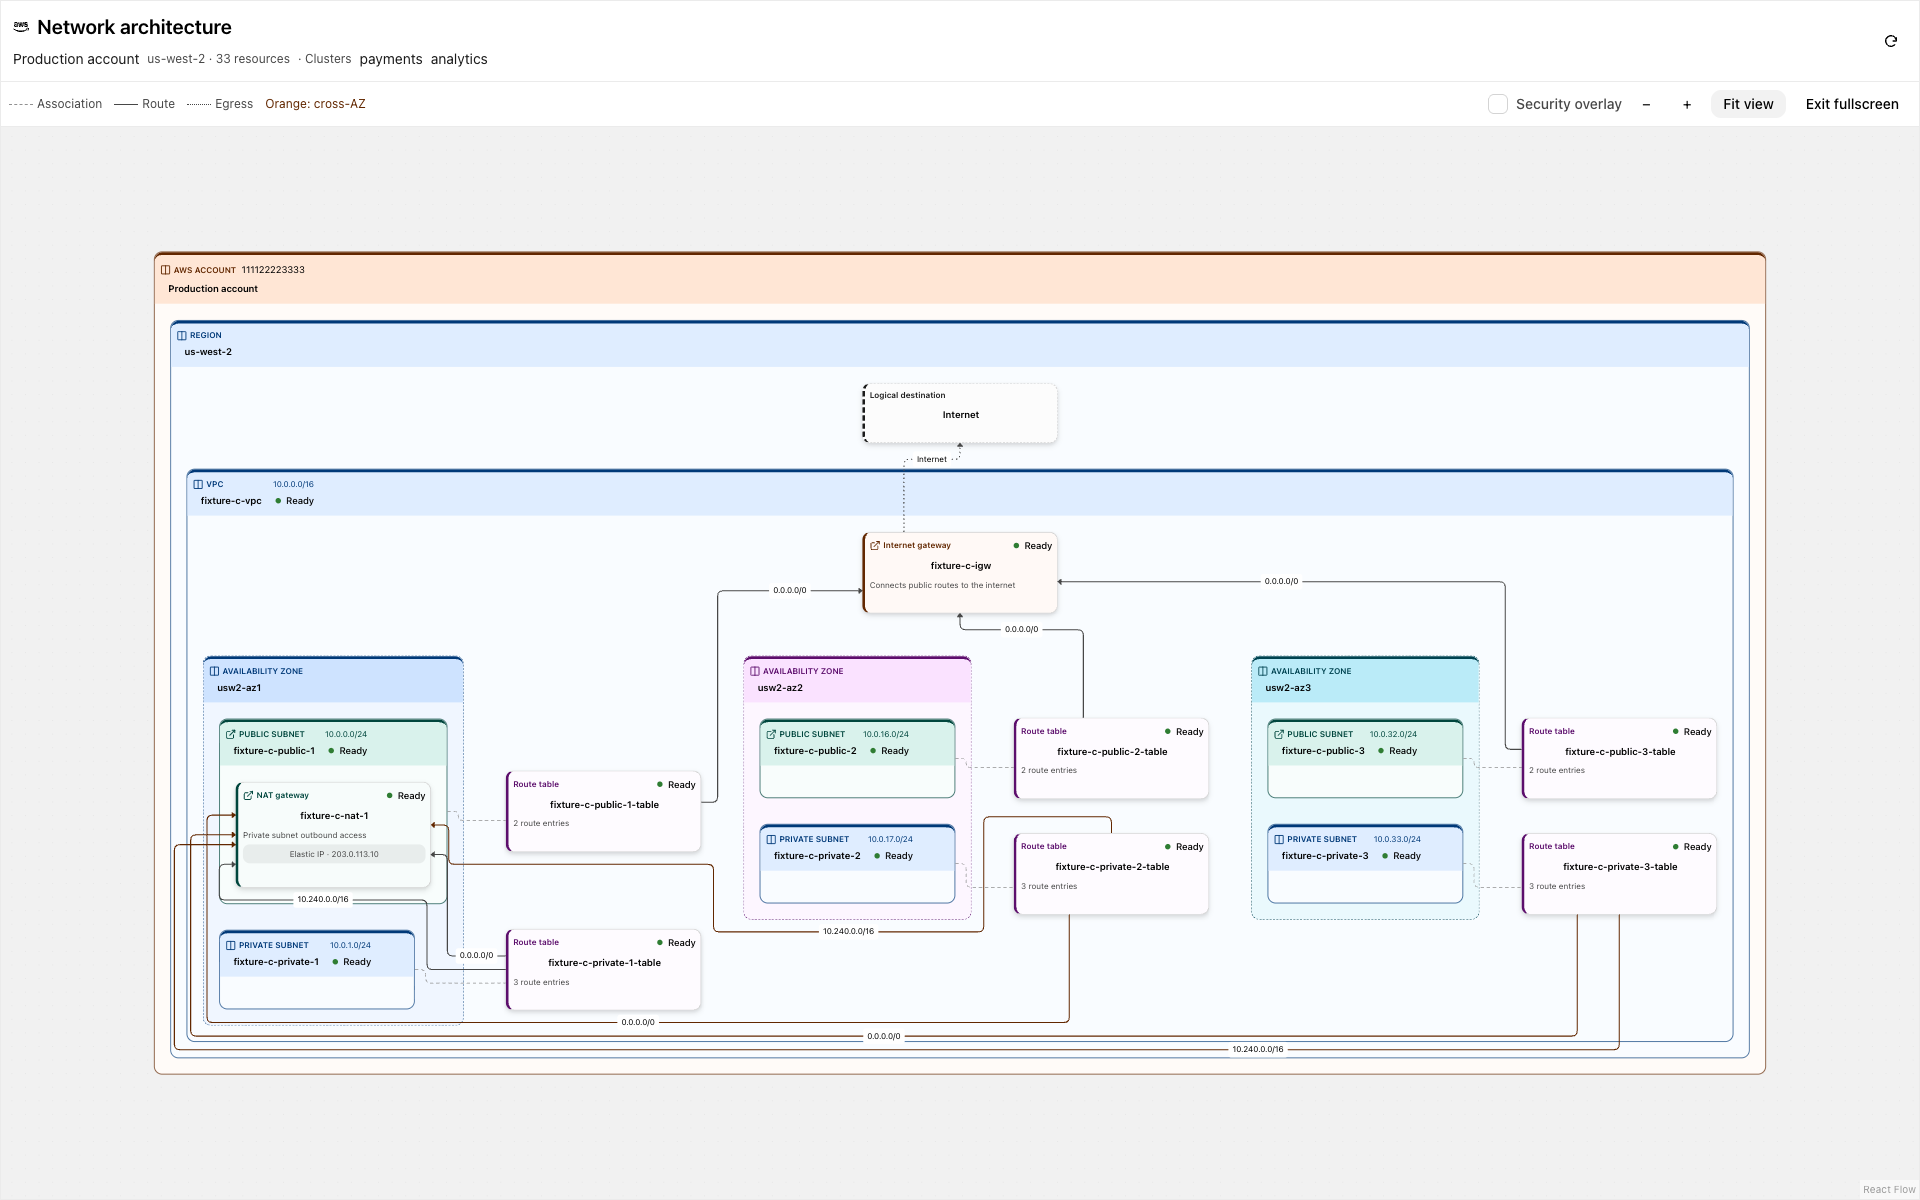 aws Network architecture
Production account us-west-2 · 33 resources · Clusters payments analytics
Association Route Egress Orange: cross-AZ
Security overlay − + Fit view Exit fullscreen
AWS ACCOUNT 111122223333
Production account
REGION
us-west-2
Logical destination
Internet
Internet
VPC 10.0.0.0/16
fixture-c-vpc Ready
Internet gateway Ready
fixture-c-igw
Connects public routes to the internet
0.0.0.0/0
0.0.0.0/0
0.0.0.0/0
AVAILABILITY ZONE
usw2-az1
PUBLIC SUBNET 10.0.0.0/24
fixture-c-public-1 Ready
NAT gateway Ready
fixture-c-nat-1
Private subnet outbound access
Elastic IP · 203.0.113.10
10.240.0.0/16
PRIVATE SUBNET 10.0.1.0/24
fixture-c-private-1 Ready
Route table Ready
fixture-c-public-1-table
2 route entries
0.0.0.0/0
Route table Ready
fixture-c-private-1-table
3 route entries
AVAILABILITY ZONE
usw2-az2
PUBLIC SUBNET 10.0.16.0/24
fixture-c-public-2 Ready
PRIVATE SUBNET 10.0.17.0/24
fixture-c-private-2 Ready
Route table Ready
fixture-c-public-2-table
2 route entries
Route table Ready
fixture-c-private-2-table
3 route entries
10.240.0.0/16
AVAILABILITY ZONE
usw2-az3
PUBLIC SUBNET 10.0.32.0/24
fixture-c-public-3 Ready
PRIVATE SUBNET 10.0.33.0/24
fixture-c-private-3 Ready
Route table Ready
fixture-c-public-3-table
2 route entries
Route table Ready
fixture-c-private-3-table
3 route entries
0.0.0.0/0
0.0.0.0/0
10.240.0.0/16
React Flow